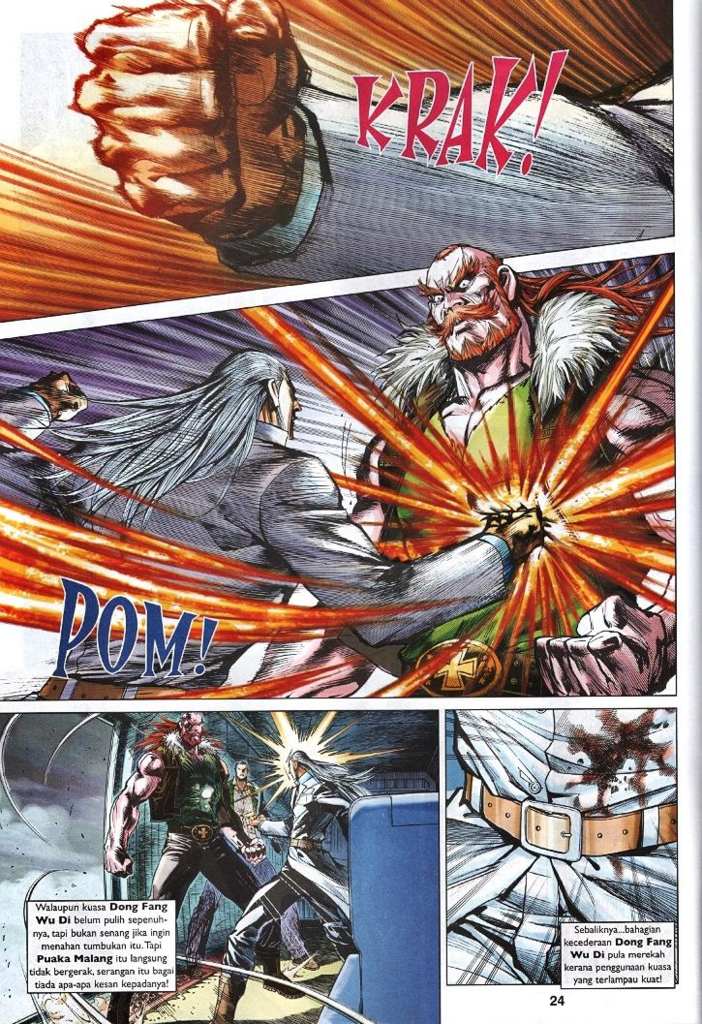 KRAK!
POM!
Walaupun kuasa Dong Fang
Wu Di belum pulih sepenuh-
nya, tapi bukan senang jika ingin
menahan tumbukan itu. Tapi
Puaka Malang itu langsung
tidak bergerak, serangan itu bagai
tiada apa-apa kesan kepadanya!
Sebaliknya...bahagian
kecederaan Dong Fang
Wu Di pula merekah
kerana penggunaan kuasa
yang terlampau kuat!
24